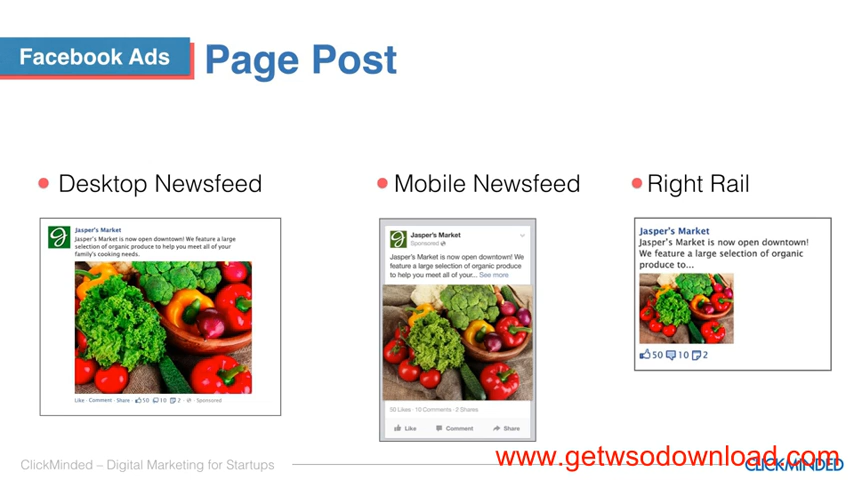 Facebook Ads
Page Post
Desktop Newsfeed
Mobile Newsfeed
Right Rail
Jasper's Market
Jasper's Market is now open downtown! We feature a large
selection of organic produce to help you meet all of your
family's cooking needs.
Like · Comment · Share · 50 10 2 · Sponsored
Jasper's Market
Sponsored
Jasper's Market is now open downtown! We
feature a large selection of organic produce
to help you meet all of your... See more
50 Likes · 10 Comments · 2 Shares
Like Comment Share
Jasper's Market
Jasper's Market is now open downtown!
We feature a large selection of organic
produce to...
50 10 2
ClickMinded – Digital Marketing for Startups
www.getwsodownload.com
CLICKMINDED